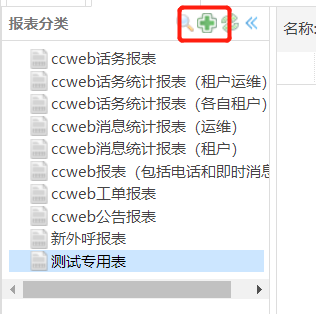 报表分类
名称:
ccweb话务报表
ccweb话务统计报表（租户运维）
ccweb话务统计报表（各自租户）
ccweb消息统计报表（运维）
ccweb消息统计报表（租户）
ccweb报表（包括电话和即时消息
ccweb工单报表
ccweb公告报表
新外呼报表
测试专用表